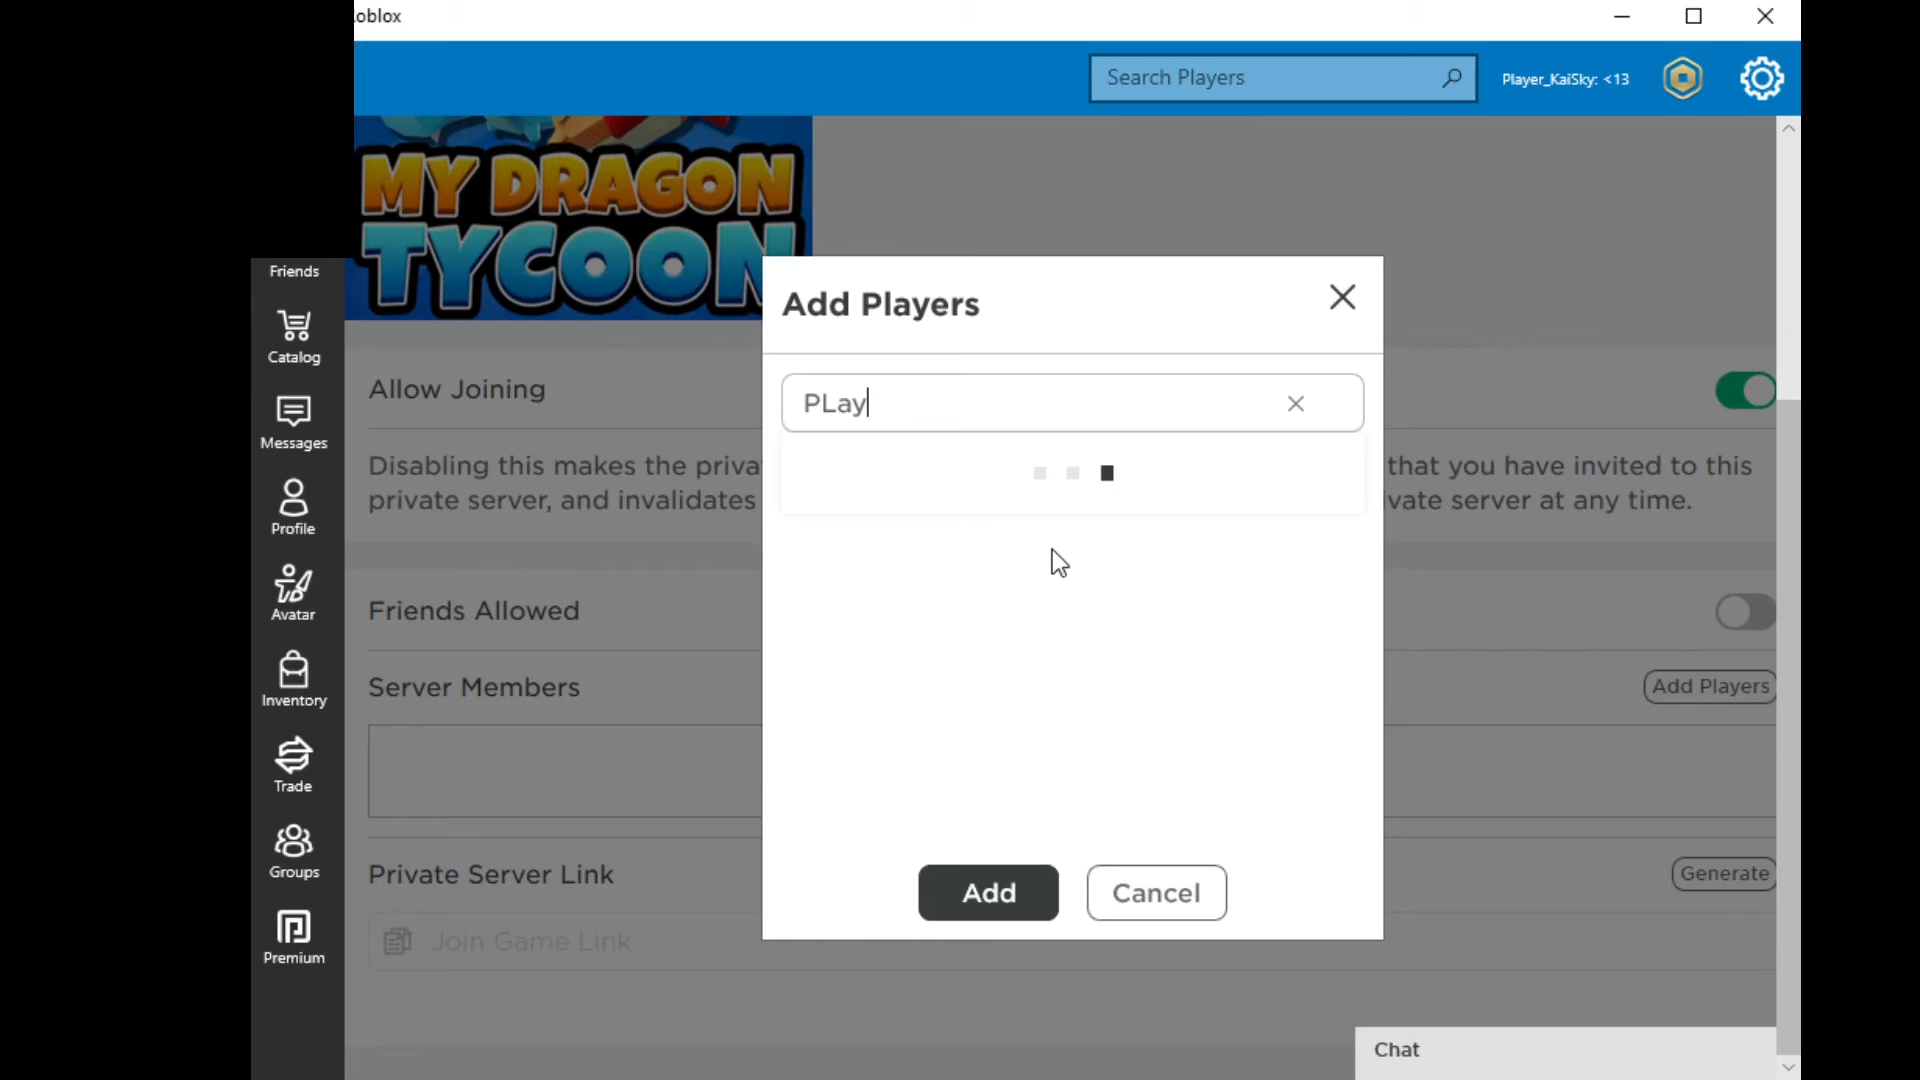 oblox
Search Players
Player_KaiSky: <13
MY DRAGON
TYCOON
Friends
Catalog
Messages
Profile
Avatar
Inventory
Trade
Groups
Premium
Add Players
PLay
Allow Joining
Disabling this makes the priva that you have invited to this
private server, and invalidates vate server at any time.
Friends Allowed
Server Members
Add Players
Private Server Link
Generate
Join Game Link
Add
Cancel
Chat